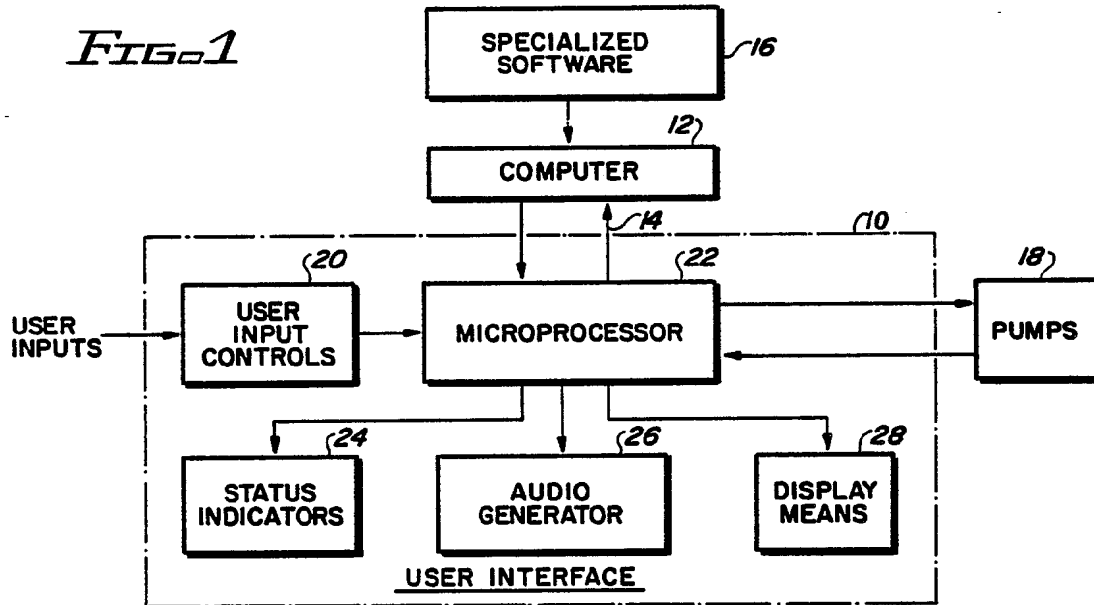 FIG. 1
SPECIALIZED
SOFTWARE
16
12
COMPUTER
14
10
20
22
18
USER
INPUTS
USER
INPUT
CONTROLS
MICROPROCESSOR
PUMPS
24
26
28
STATUS
INDICATORS
AUDIO
GENERATOR
DISPLAY
MEANS
USER INTERFACE